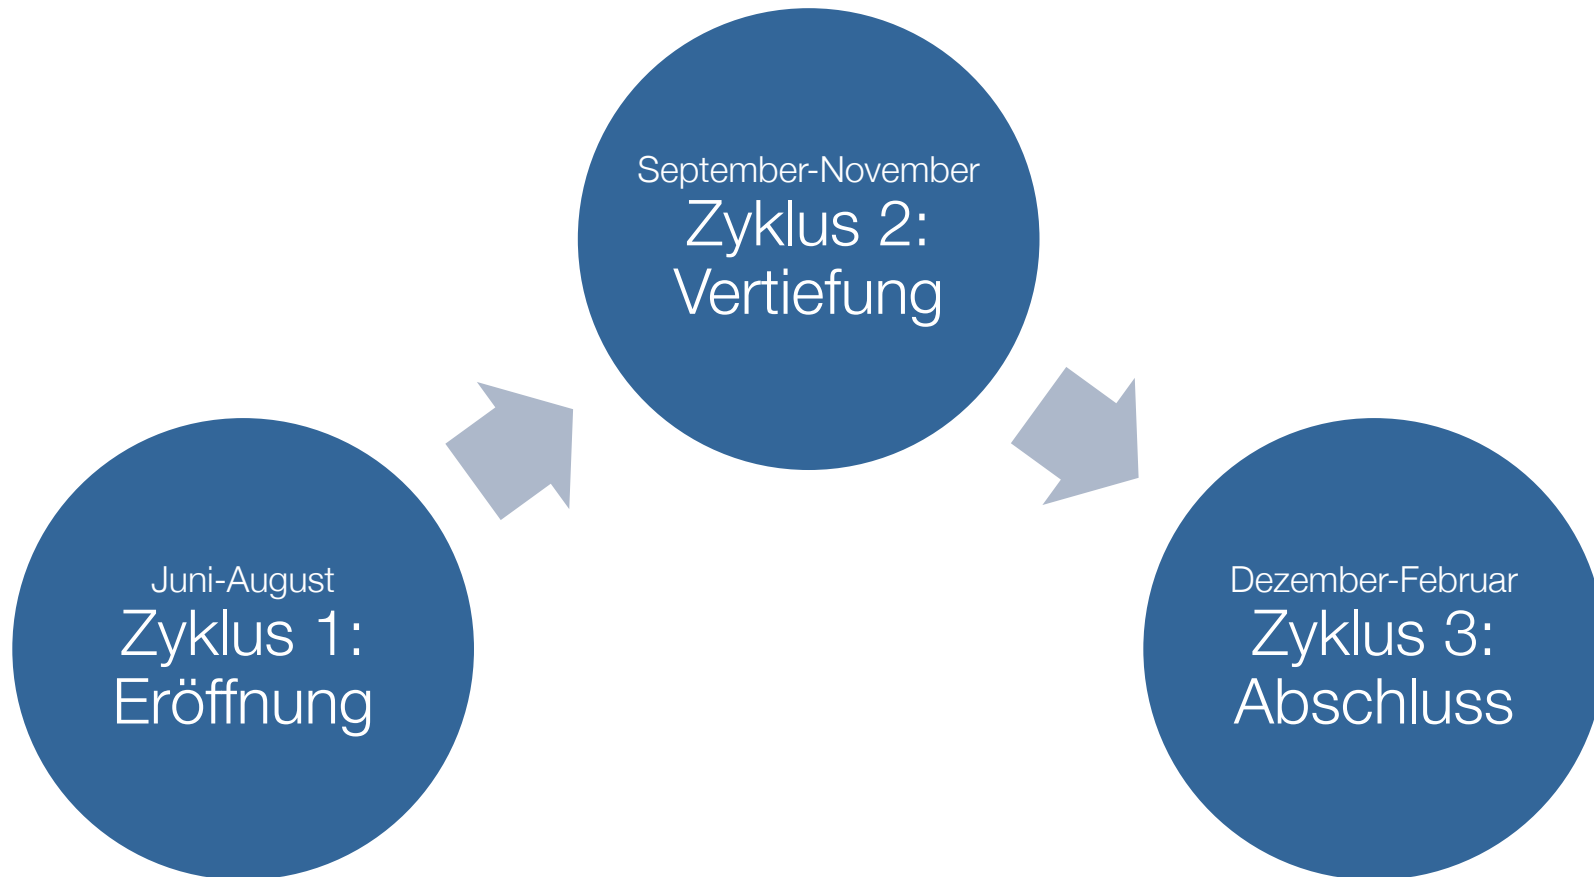 Juni-August
Zyklus 1:
Eröffnung
September-November
Zyklus 2:
Vertiefung
Dezember-Februar
Zyklus 3:
Abschluss